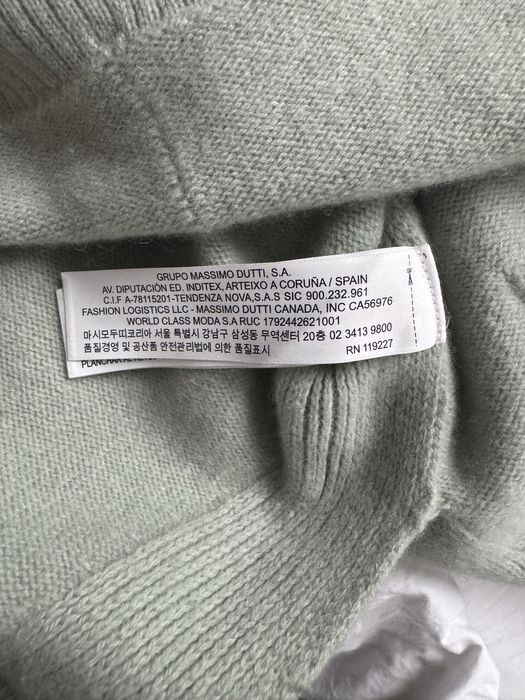 GRUPO MASSIMO DUTTI, S.A.
AV. DIPUTACIÓN ED. INDITEX, ARTEIXO A CORUÑA / SPAIN
C.I.F A-78115201-TENDENZA NOVA,S.A.S SIC 900.232.961
FASHION LOGISTICS LLC - MASSIMO DUTTI CANADA, INC CA56976
WORLD CLASS MODA S.A RUC 1792442621001
마시모두띠코리아 서울 특별시 강남구 삼성동 무역센터 20층 02 3413 9800
품질경영 및 공산품 안전관리법에 의한 품질표시
RN 119227
PLANCHAR